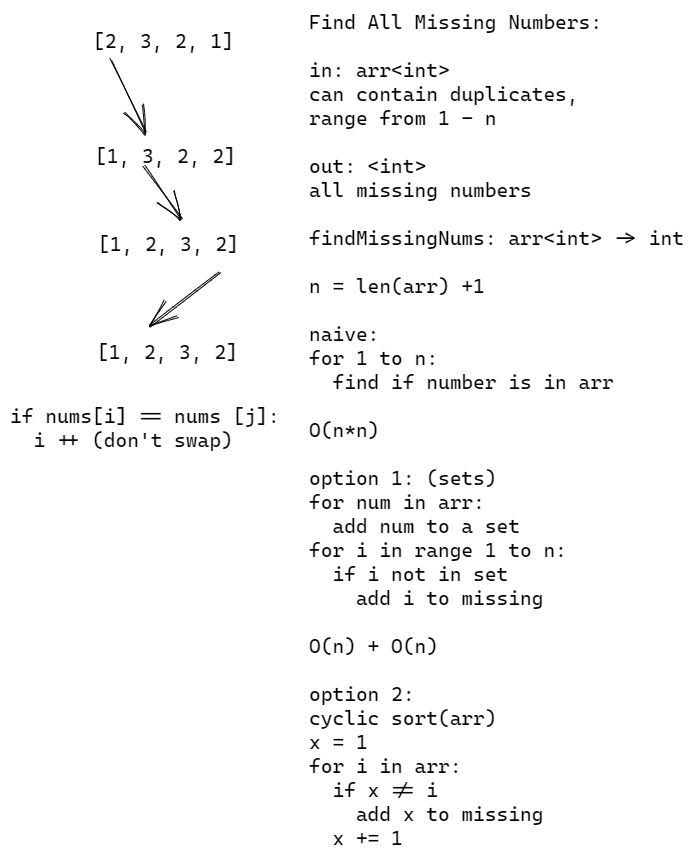 [2, 3, 2, 1]
[1, 3, 2, 2]
[1, 2, 3, 2]
[1, 2, 3, 2]
if nums[i] == nums [j]:
i ++ (don't swap)
Find All Missing Numbers:
in: arr<int>
can contain duplicates,
range from 1 - n
out: <int>
all missing numbers
findMissingNums: arr<int> -> int
n = len(arr) +1
naive:
for 1 to n:
find if number is in arr
O(n*n)
option 1: (sets)
for num in arr:
add num to a set
for i in range 1 to n:
if i not in set
add i to missing
O(n) + O(n)
option 2:
cyclic sort(arr)
x = 1
for i in arr:
if x != i
add x to missing
x += 1